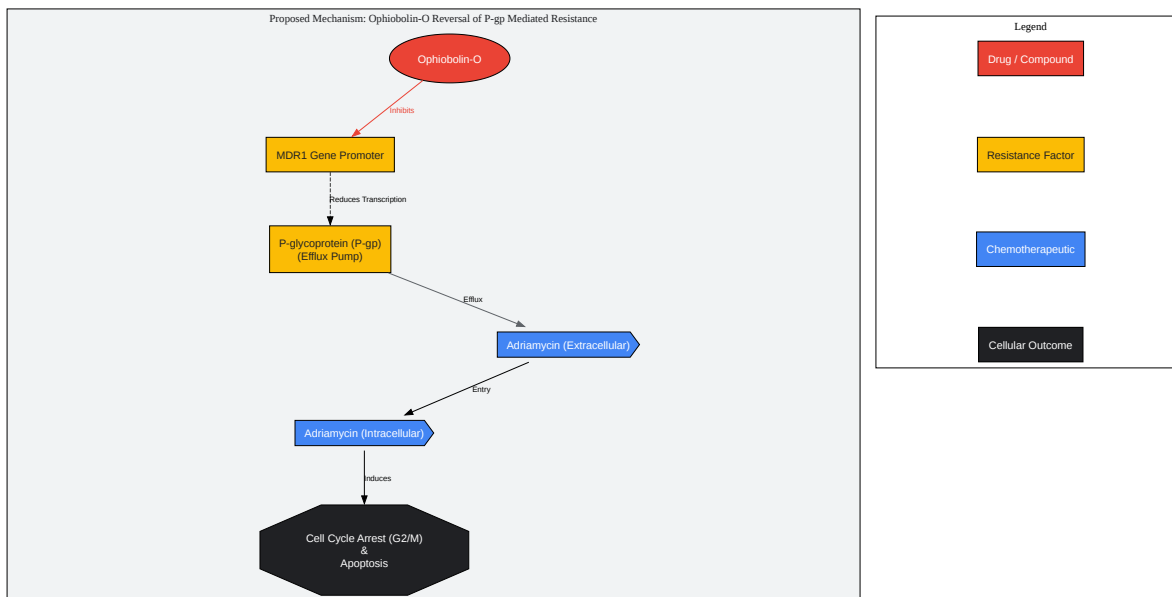 Proposed Mechanism: Ophiobolin-O Reversal of P-gp Mediated Resistance
Ophiobolin-O
Inhibits
MDR1 Gene Promoter
Reduces Transcription
P-glycoprotein (P-gp)
(Efflux Pump)
Efflux
Adriamycin (Extracellular)
Entry
Adriamycin (Intracellular)
Induces
Cell Cycle Arrest (G2/M)
&
Apoptosis
Legend
Drug / Compound
Resistance Factor
Chemotherapeutic
Cellular Outcome